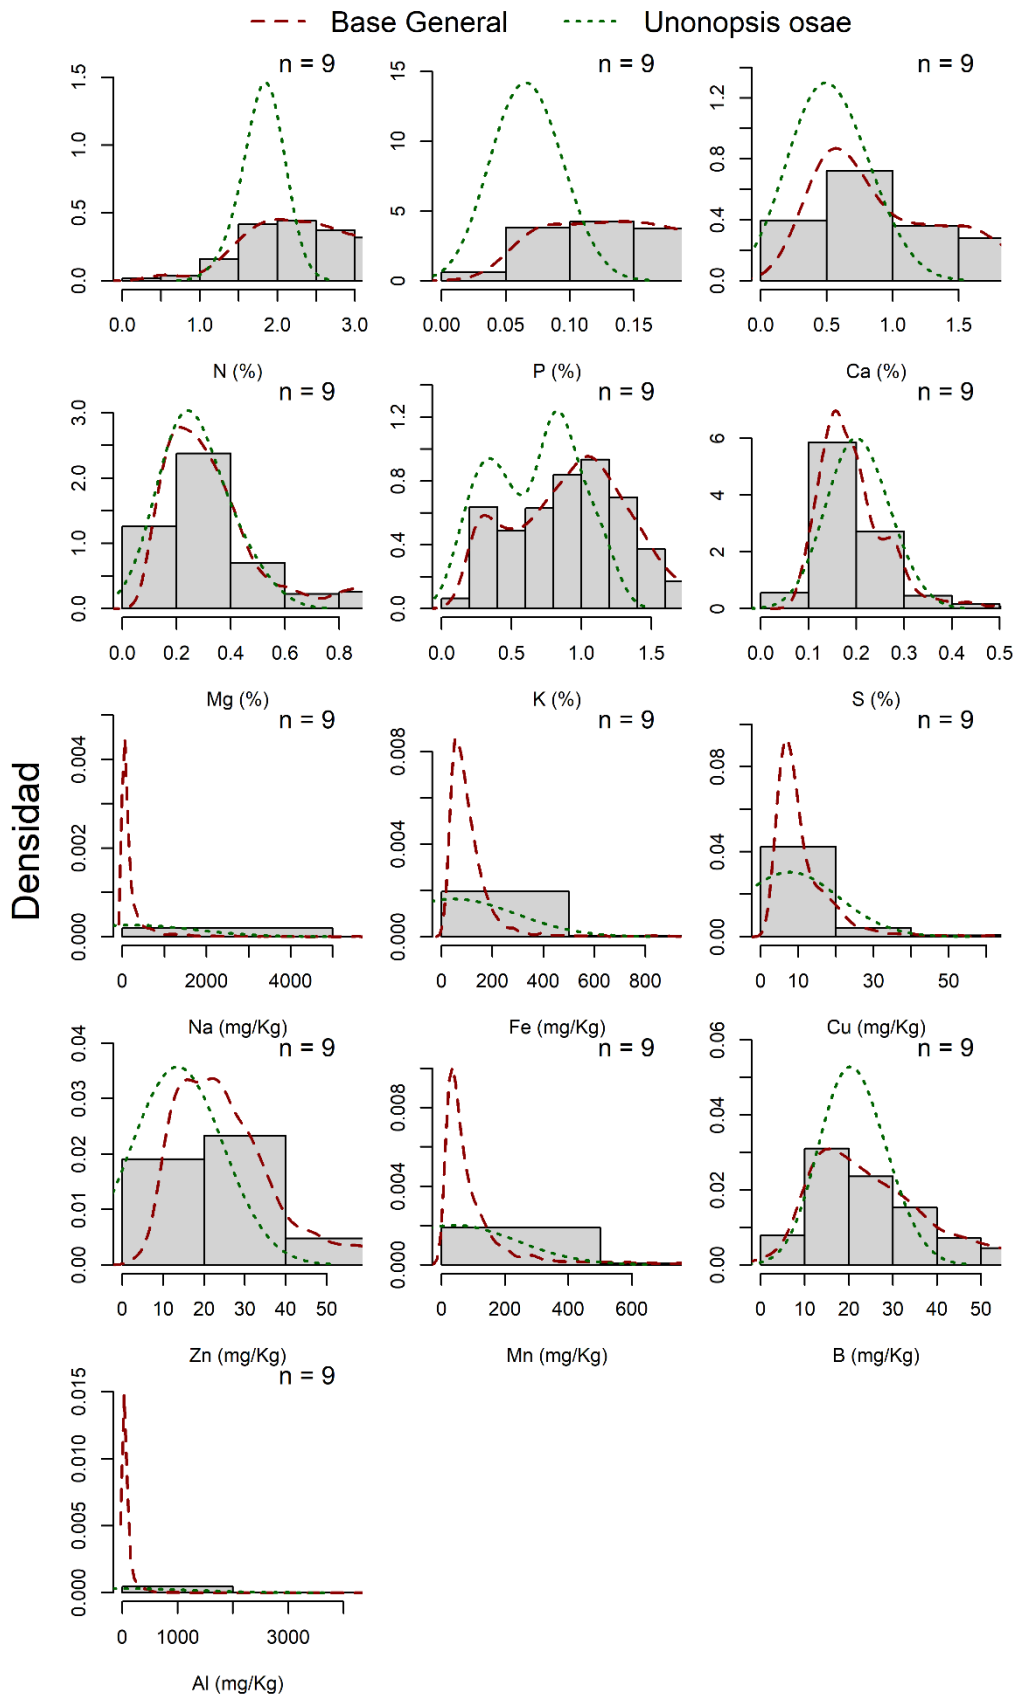 Base General Unonopsis osae
n = 9 n = 9 n = 9
0.0 0.5 1.0 1.5
0 5 10 15
0.0 0.4 0.8 1.2
0.0 1.0 2.0 3.0
0.00 0.05 0.10 0.15
0.0 0.5 1.0 1.5
N (%) P (%) Ca (%)
n = 9 n = 9 n = 9
0.0 1.0 2.0 3.0
0.0 0.4 0.8 1.2
0 2 4 6
0.0 0.2 0.4 0.6 0.8
0.0 0.5 1.0 1.5
0.0 0.1 0.2 0.3 0.4 0.5
Mg (%) K (%) S (%)
Densidad
n = 9 n = 9 n = 9
0.000 0.002 0.004
0.000 0.004 0.008
0.00 0.04 0.08
0 2000 4000
0 200 400 600 800
0 10 30 50
Na (mg/Kg) Fe (mg/Kg) Cu (mg/Kg)
n = 9 n = 9 n = 9
0.00 0.01 0.02 0.03 0.04
0.000 0.004 0.008
0.00 0.02 0.04 0.06
0 10 20 30 40 50
0 200 400 600
0 10 20 30 40 50
Zn (mg/Kg) Mn (mg/Kg) B (mg/Kg)
n = 9
0.000 0.005 0.010 0.015
0 1000 3000
Al (mg/Kg)